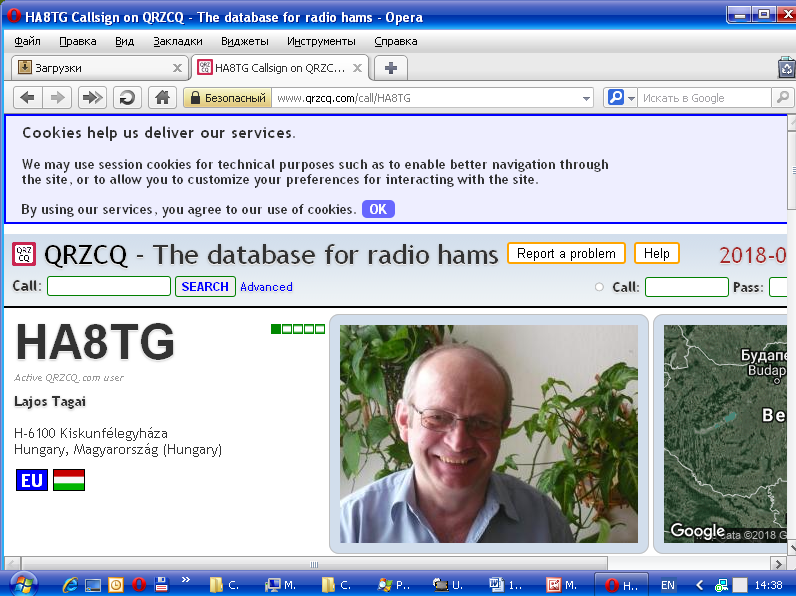 HA8TG Callsign on QRZCQ - The database for radio hams - Opera
Файл Правка Вид Закладки Виджеты Инструменты Справка
Загрузки
HA8TG Callsign on QRZC...
Безопасный www.qrzcq.com/call/HA8TG
Искать в Google
Cookies help us deliver our services.
We may use session cookies for technical purposes such as to enable better navigation through
the site, or to allow you to customize your preferences for interacting with the site.
By using our services, you agree to our use of cookies. OK
QRZ CQ QRZCQ - The database for radio hams Report a problem Help 2018-0
Call: SEARCH Advanced Call: Pass:
HA8TG
Active QRZCQ.com user
Lajos Tagai
H-6100 Kiskunfélegyháza
Hungary, Magyarország (Hungary)
EU
Будапе
Budap
Ве
Google data ©2018 G
C. M. C. P.. U. 1.. M. H.. EN 14:38